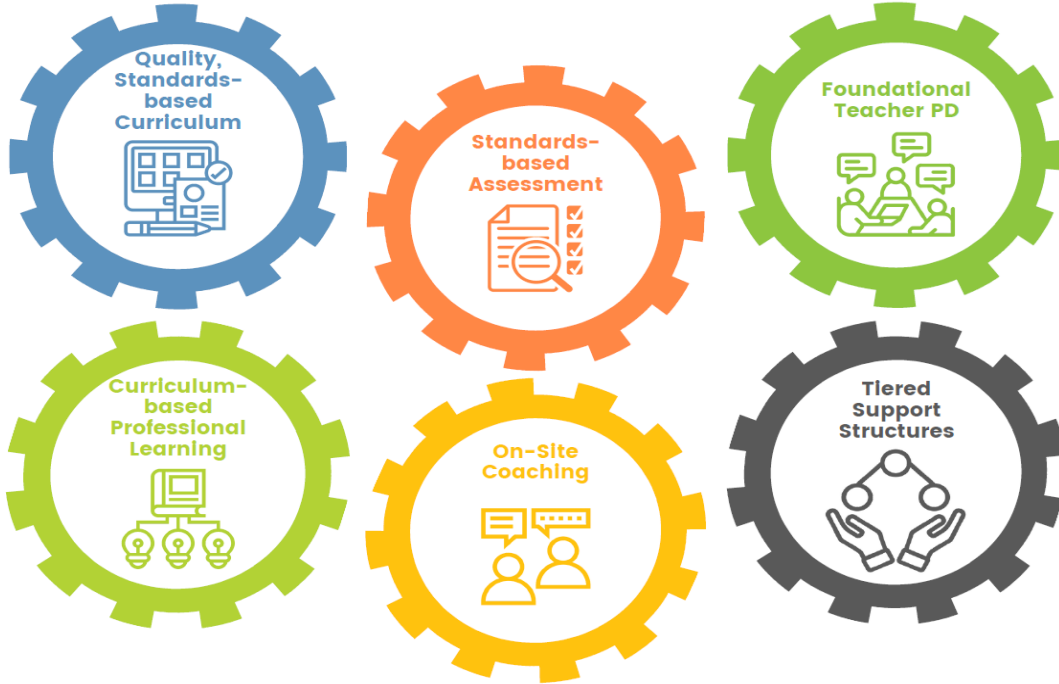 Quality,
Standards-
based
Curriculum
Standards-
based
Assessment
Foundational
Teacher PD
Curriculum-
based
Professional
Learning
On-Site
Coaching
Tiered
Support
Structures